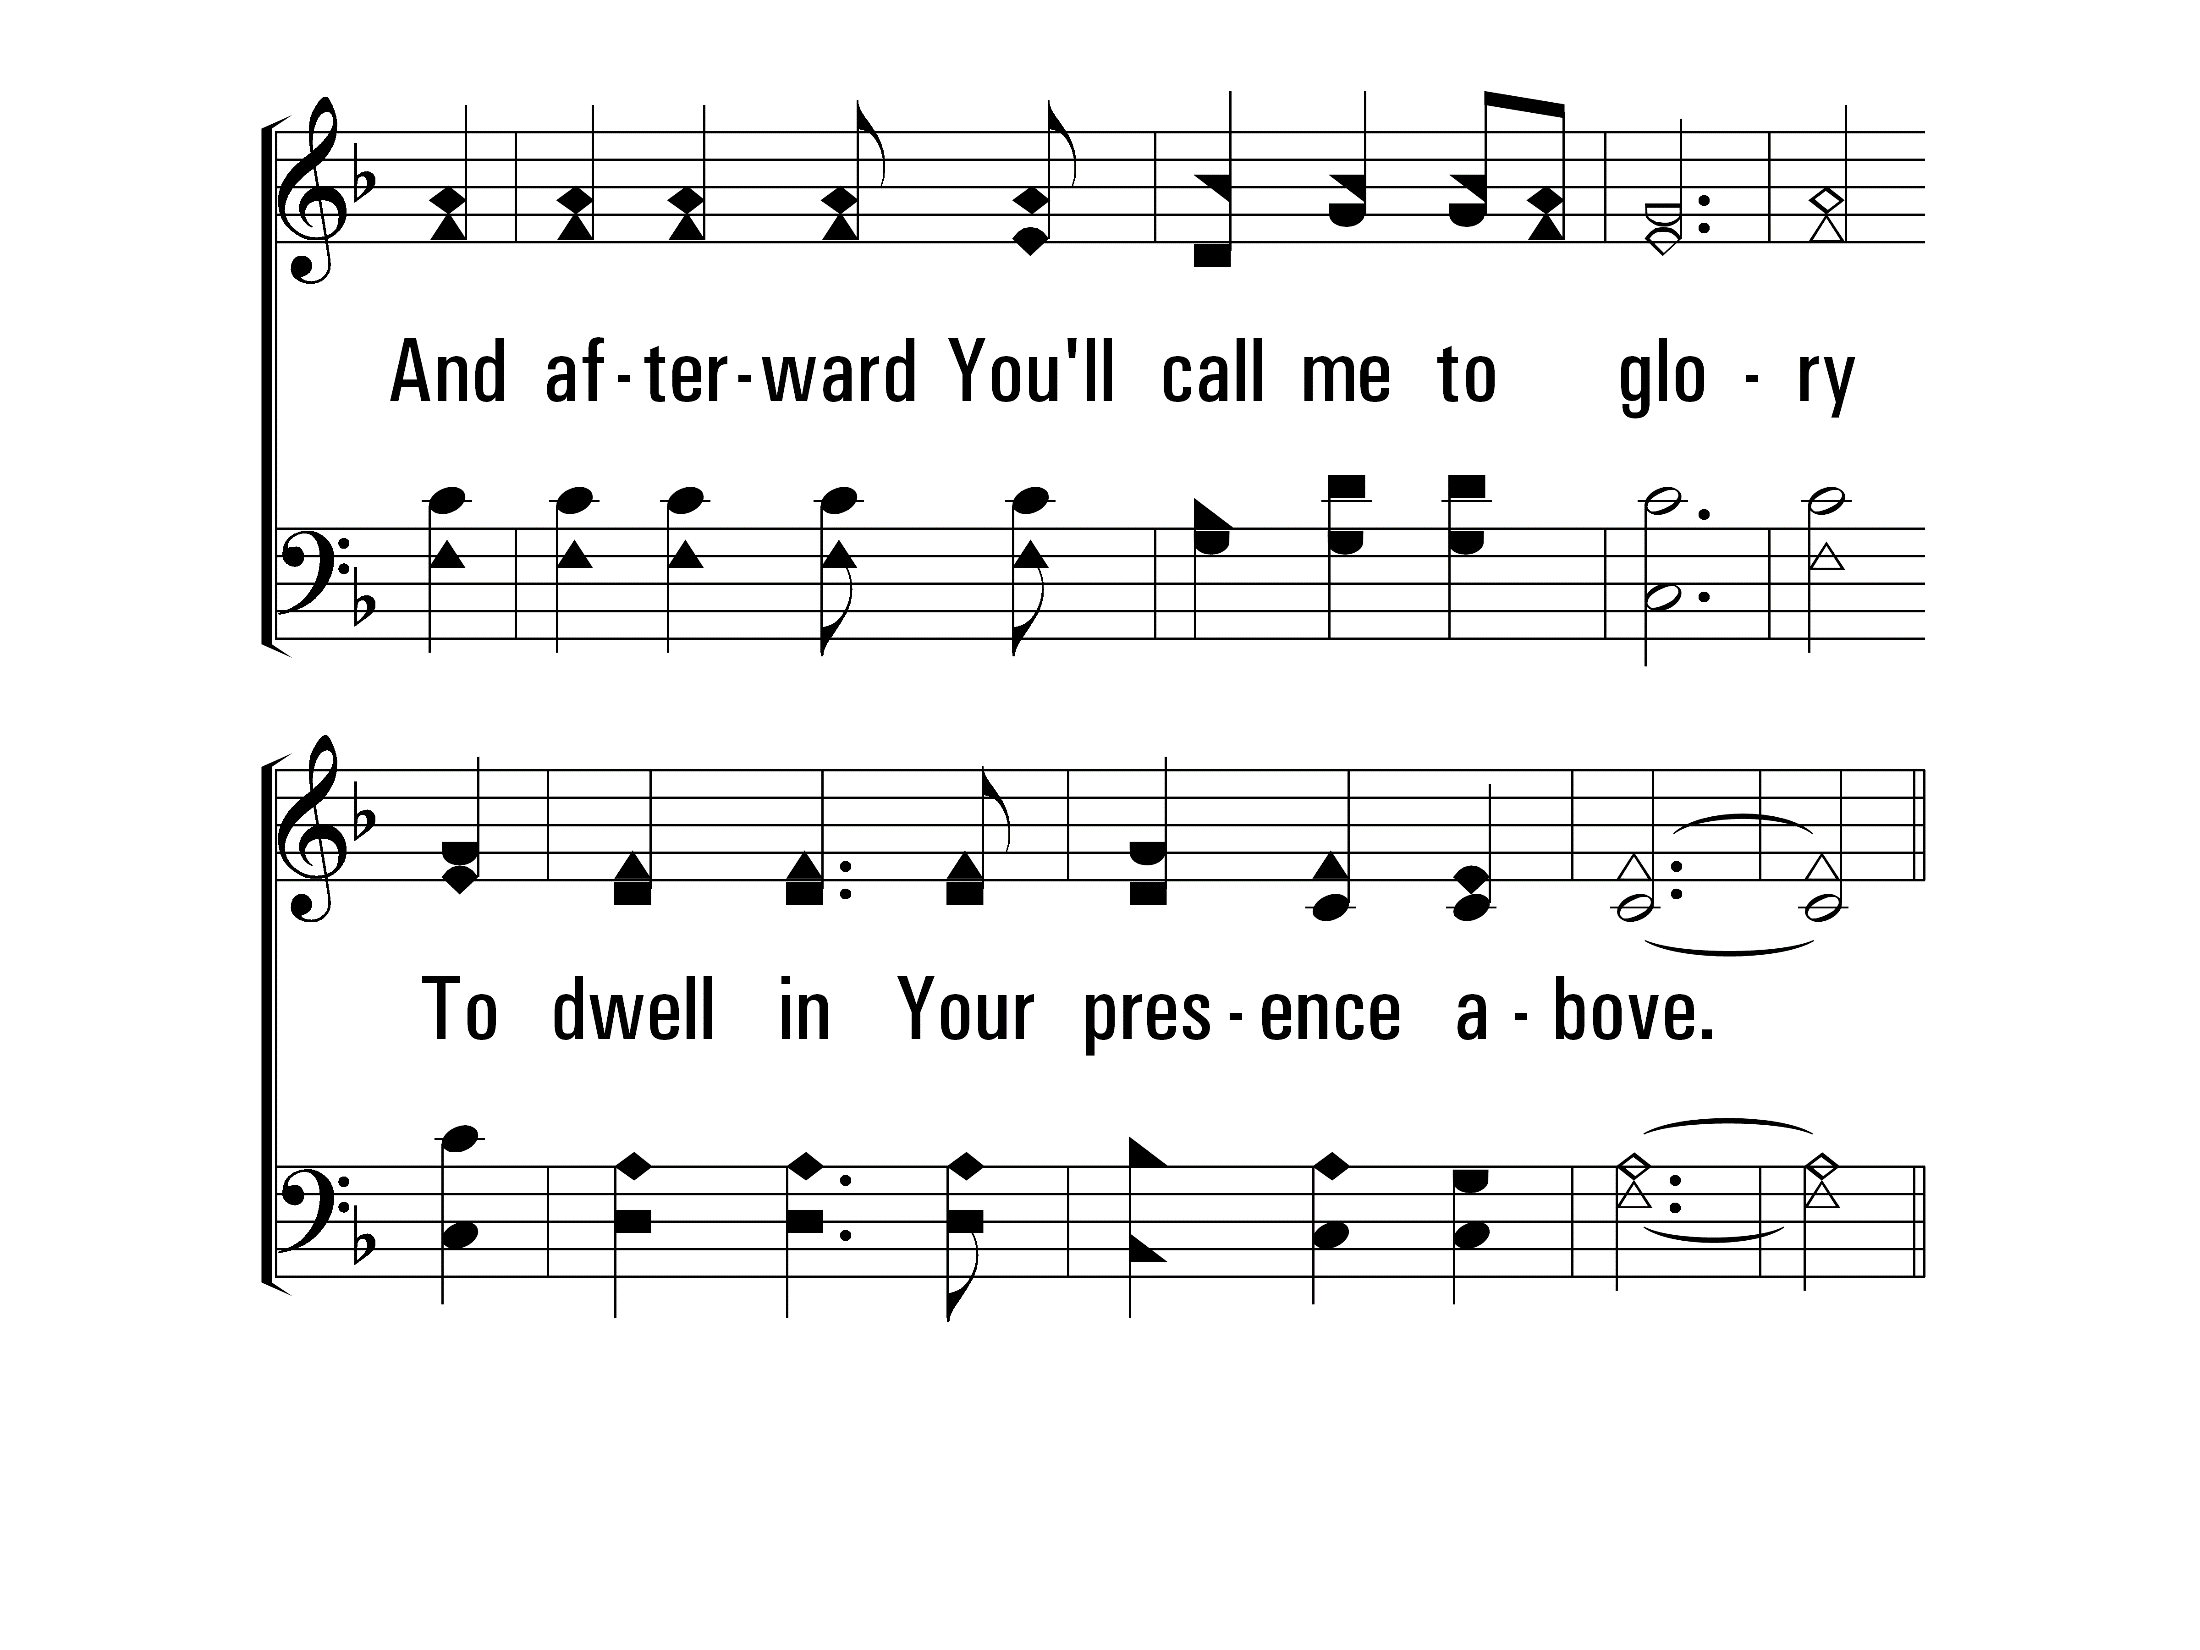 And af-ter-ward You'll call me to glo - ry
To dwell in Your pres-ence a - bove.